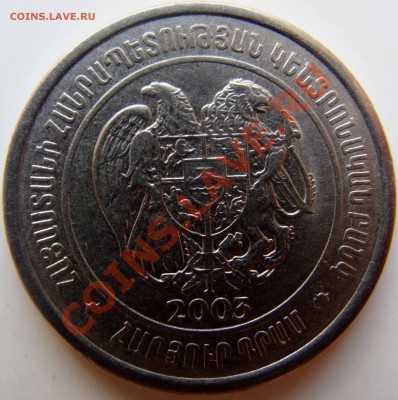 COINS.LAVE.RU
COINS.LAVE.RU
ՀԱՅԱՍՏԱՆԻ ՀԱՆՐԱՊԵՏՈՒԹՅԱՆ ԿԵՆՏՐՈՆԱԿԱՆ ԲԱՆԿ
2003
ՀԱՐՅՈՒՐ ԴՐԱՄ